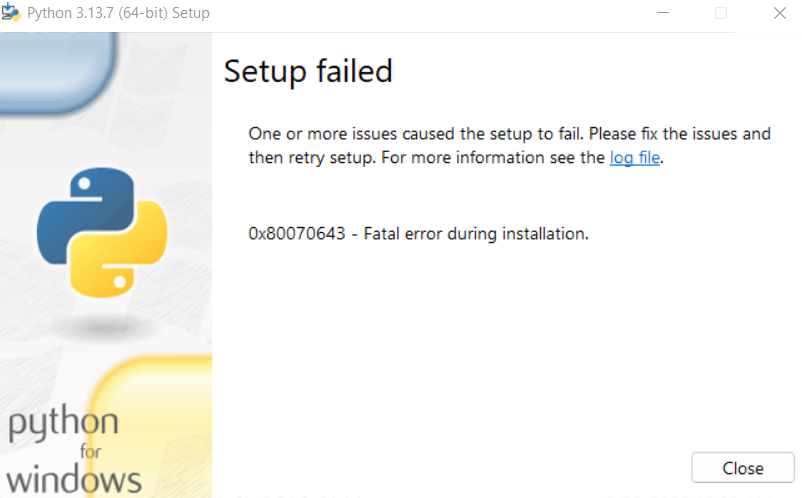 Python 3.13.7 (64-bit) Setup
Setup failed
One or more issues caused the setup to fail. Please fix the issues and
then retry setup. For more information see the log file.
0x80070643 - Fatal error during installation.
python
for
windows
Close